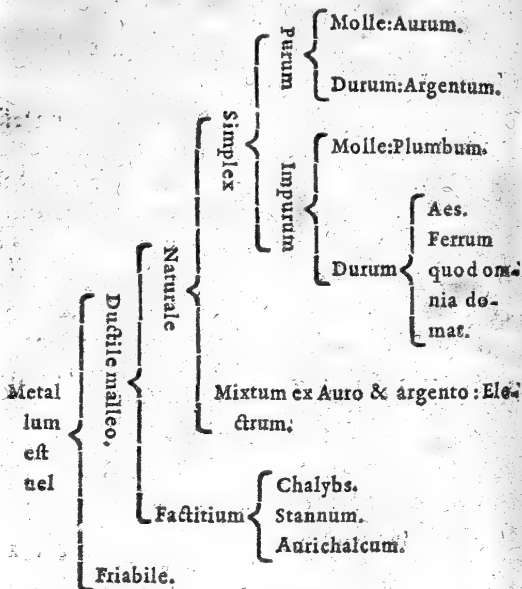 Metal
lum
eſt
uel
Ductile malleo.
Naturale
Simplex
Purum
Molle:Aurum.
Durum:Argentum.
Impurum
Molle:Plumbum.
Durum
Aes.
Ferrum
quod om-
nia do-
mat.
Mixtum ex Auro & argento : Ele-
ctrum.
Factitium
Chalybs.
Stannum.
Aurichalcum.
Friabile.